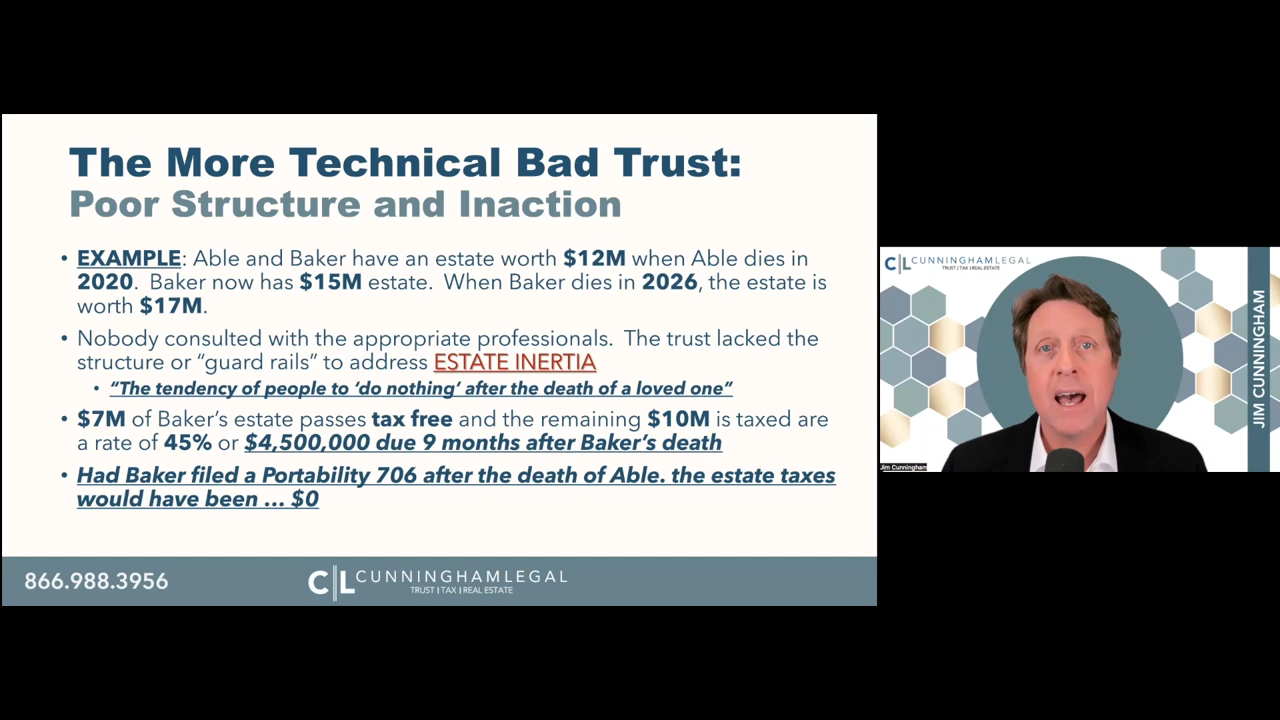 The More Technical Bad Trust:
Poor Structure and Inaction
• EXAMPLE: Able and Baker have an estate worth $12M when Able dies in
2020. Baker now has $15M estate. When Baker dies in 2026, the estate is
worth $17M.
• Nobody consulted with the appropriate professionals. The trust lacked the
structure or “guard rails” to address ESTATE INERTIA
• “The tendency of people to ‘do nothing’ after the death of a loved one”
• $7M of Baker’s estate passes tax free and the remaining $10M is taxed are
a rate of 45% or $4,500,000 due 9 months after Baker’s death
• Had Baker filed a Portability 706 after the death of Able. the estate taxes
would have been ... $0
866.988.3956
CL CUNNINGHAMLEGAL
TRUST | TAX | REAL ESTATE
CL CUNNINGHAMLEGAL
TRUST | TAX | REAL ESTATE
JIM CUNNINGHAM
Jim Cunningham